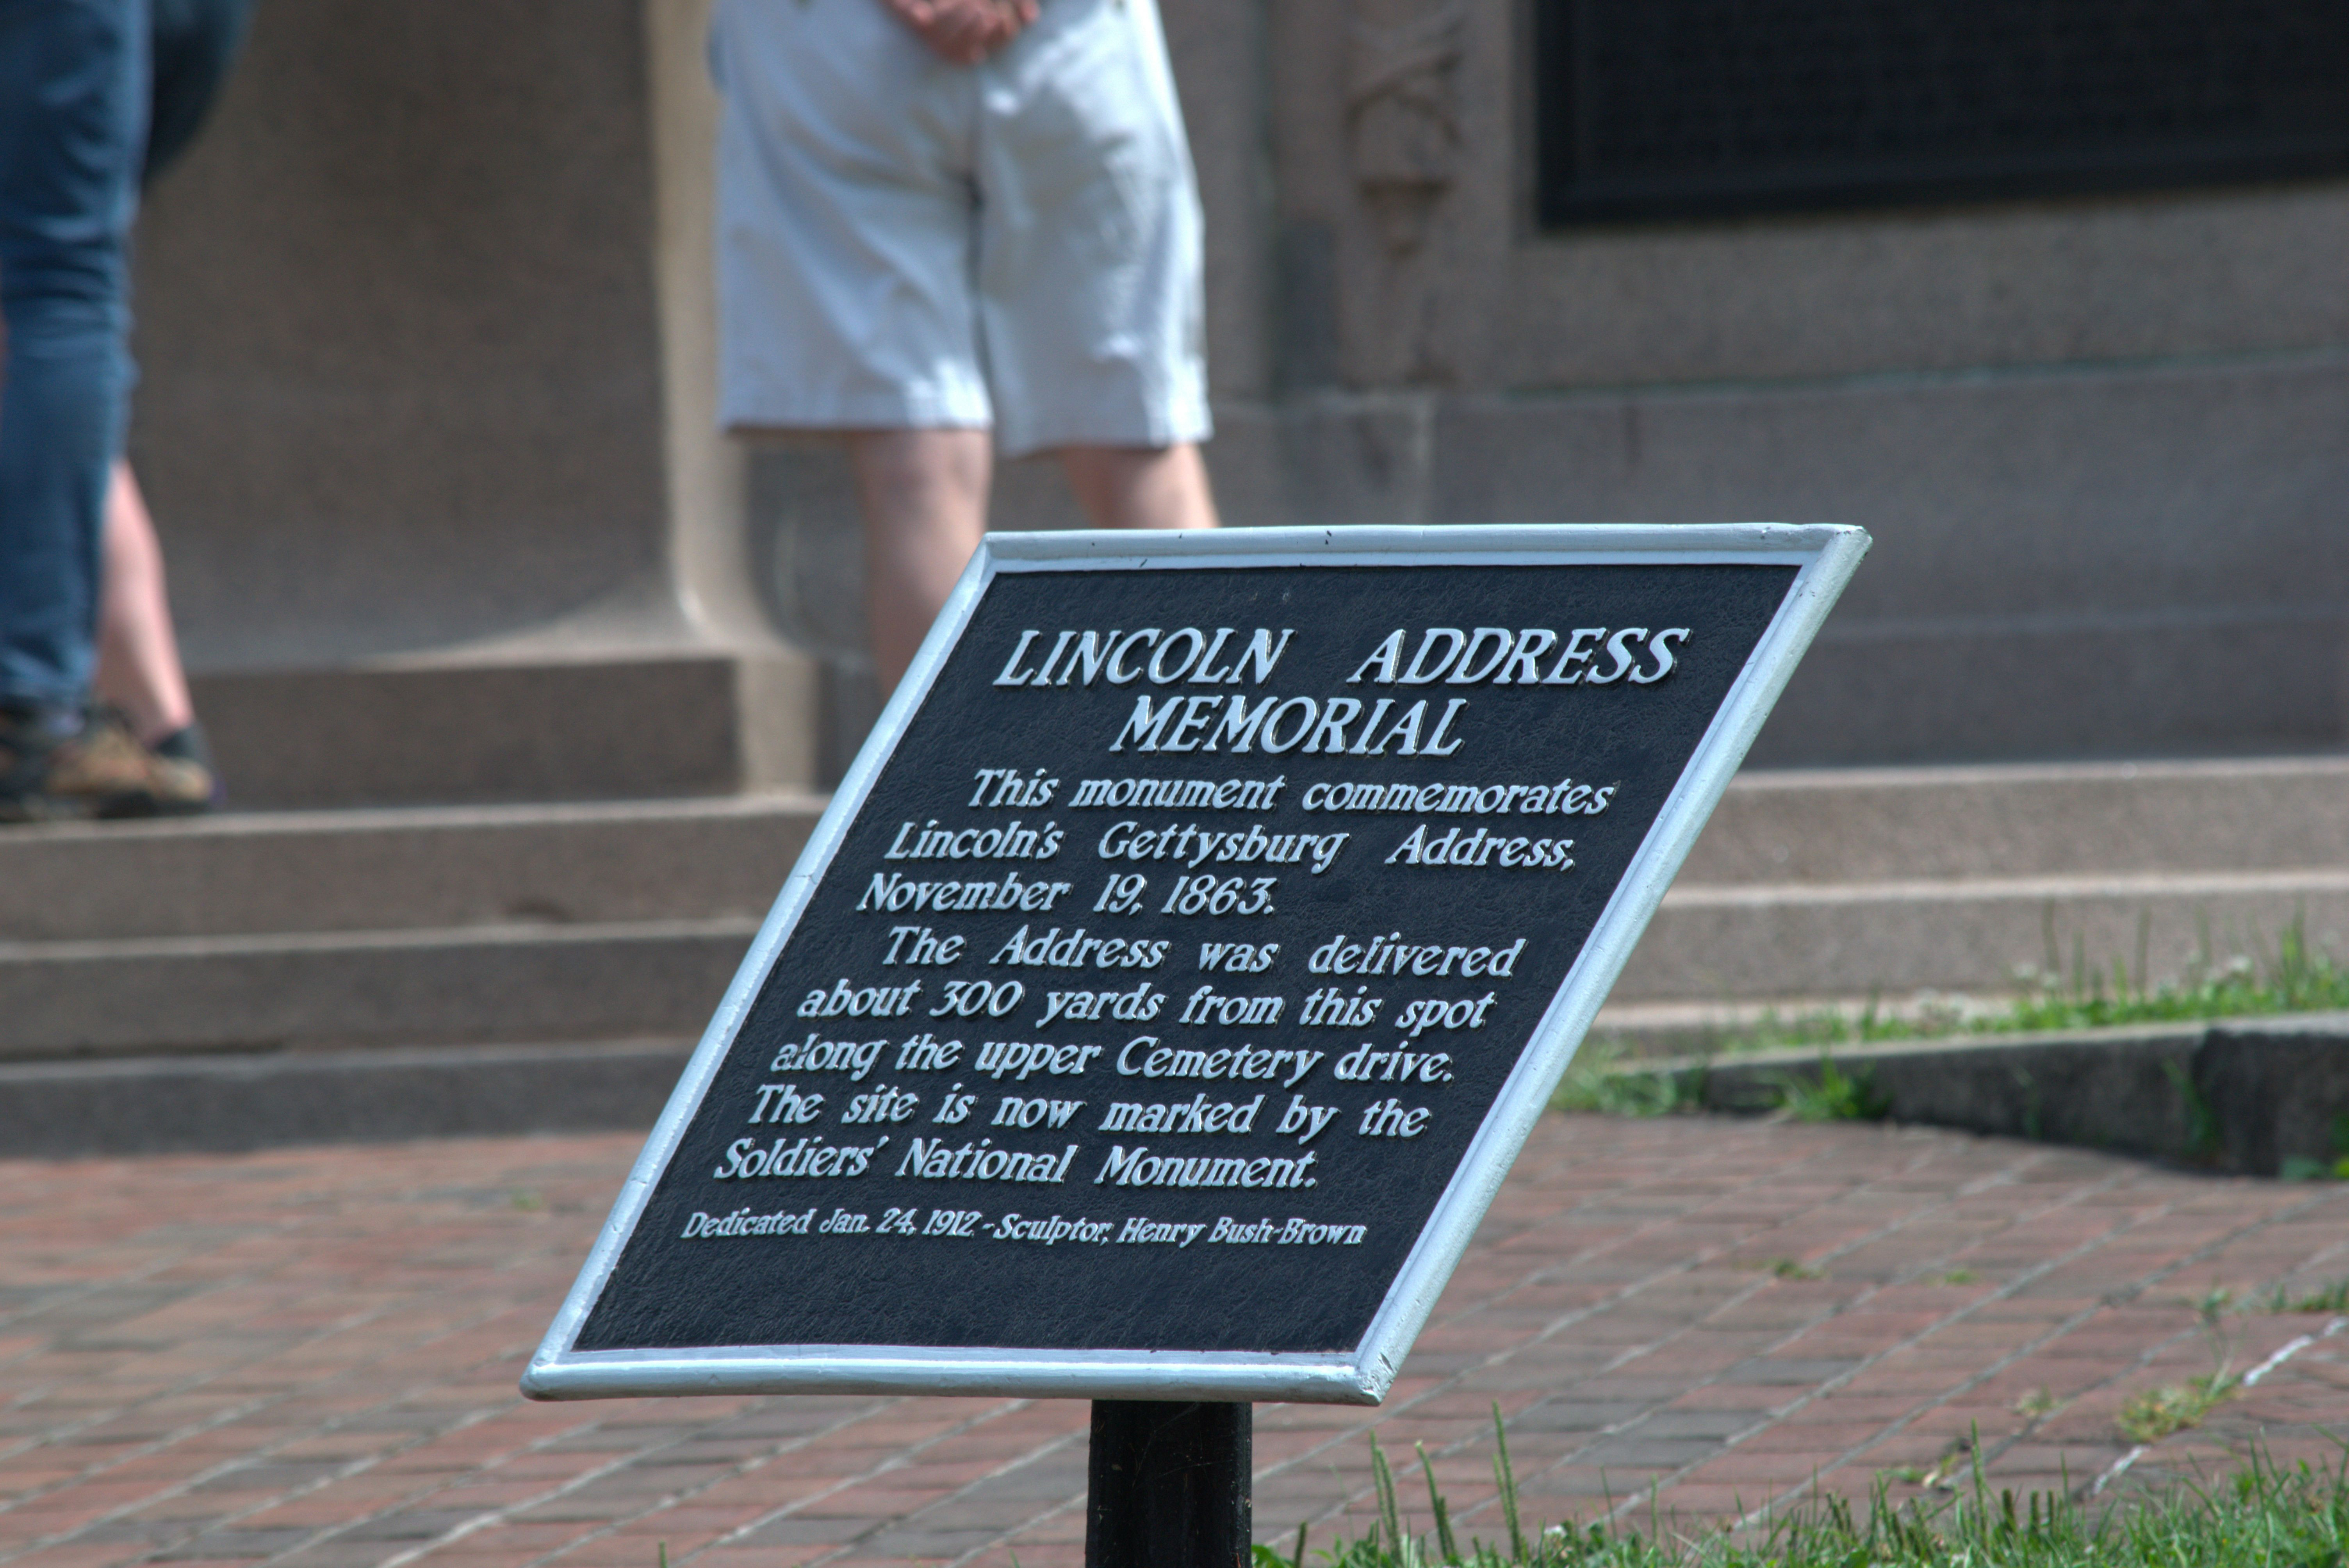 LINCOLN ADDRESS
MEMORIAL
This monument commemorates
Lincoln's Gettysburg Address,
November 19, 1863.
The Address was delivered
about 300 yards from this spot
along the upper Cemetery drive.
The site is now marked by the
Soldiers' National Monument.
Dedicated Jan. 24, 1912 - Sculptor, Henry Bush-Brown